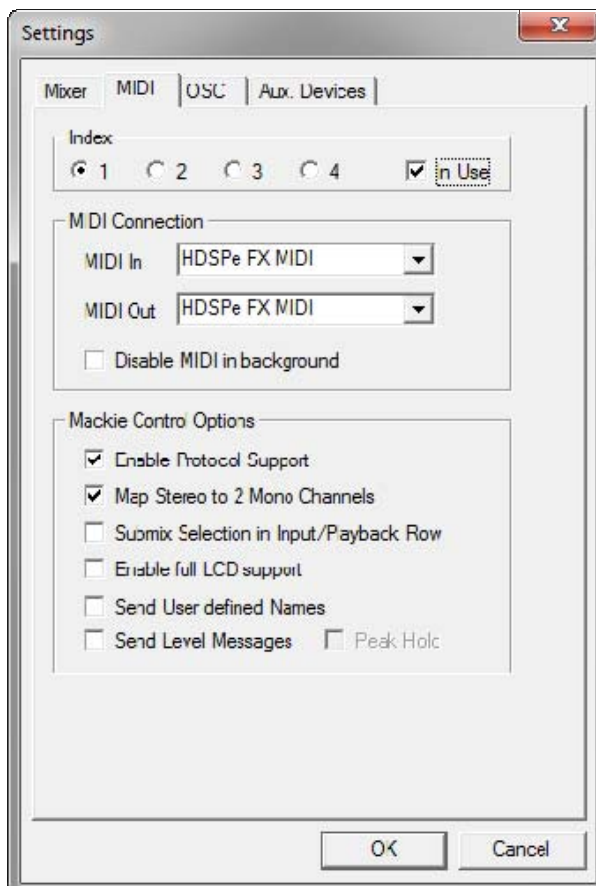 Settings
Mixer MIDI OSC Aux. Devices
Index
1 2 3 4 In Use
MIDI Connection
MIDI In HDSPe FX MIDI
MIDI Out HDSPe FX MIDI
Disable MIDI in background
Mackie Control Options
Enable Protocol Support
Map Stereo to 2 Mono Channels
Submix Selection in Input/Payback Row
Enable full LCD support
Send User defined Names
Send Level Messages Peak Hold
OK Cancel